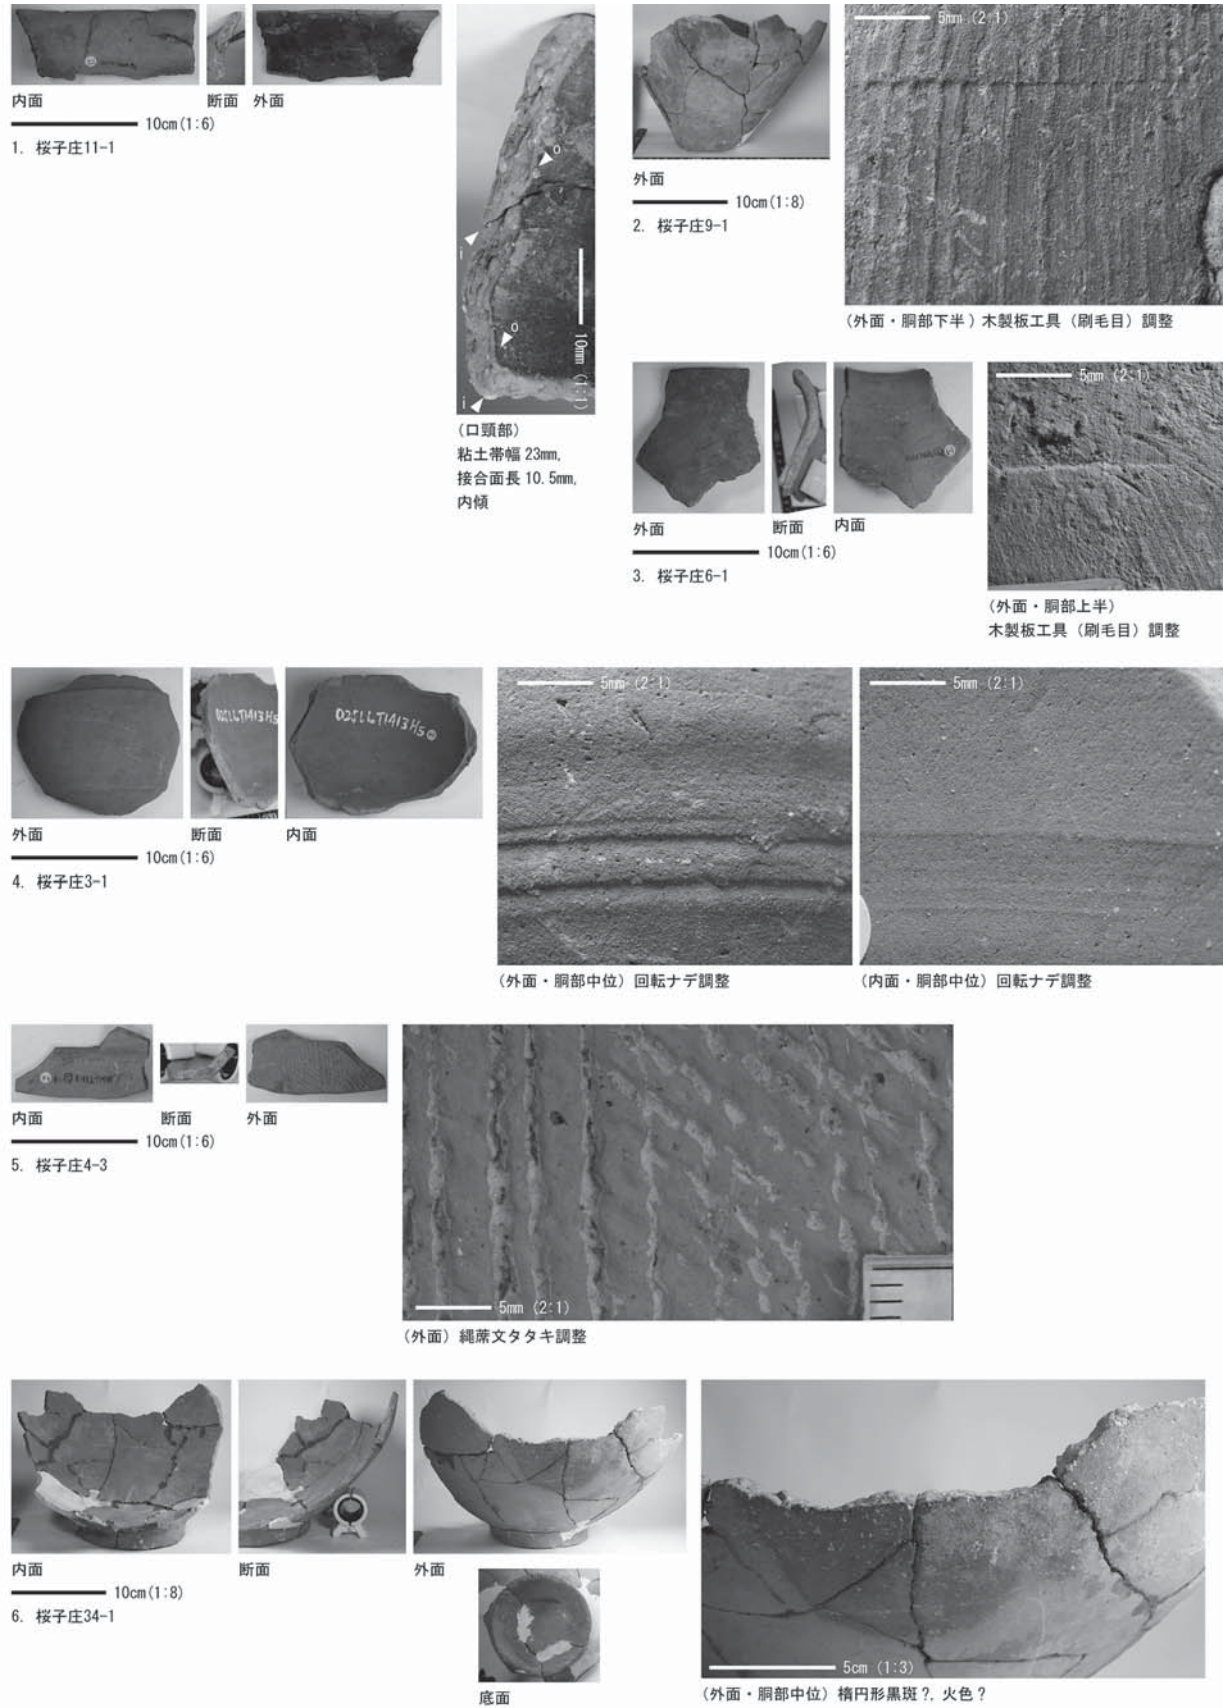 内面
断面
外面
10cm(1:6)
1. 桜子庄11-1
o
i
o
i
10mm (1:1)
(口頸部)
粘土帯幅 23mm,
接合面長 10.5mm,
内傾
外面
10cm(1:8)
2. 桜子庄9-1
5mm (2:1)
(外面・胴部下半)木製板工具(刷毛目)調整
外面
断面
内面
10cm(1:6)
3. 桜子庄6-1
5mm (2:1)
(外面・胴部上半)
木製板工具(刷毛目)調整
外面
断面
内面
10cm(1:6)
4. 桜子庄3-1
02SLLT1413H5
5mm (2:1)
(外面・胴部中位)回転ナデ調整
5mm (2:1)
(内面・胴部中位)回転ナデ調整
内面
断面
外面
10cm(1:6)
5. 桜子庄4-3
5mm (2:1)
(外面)縄蓆文タタキ調整
内面
断面
外面
10cm(1:8)
6. 桜子庄34-1
底面
5cm (1:3)
(外面・胴部中位)楕円形黒斑?, 火色?